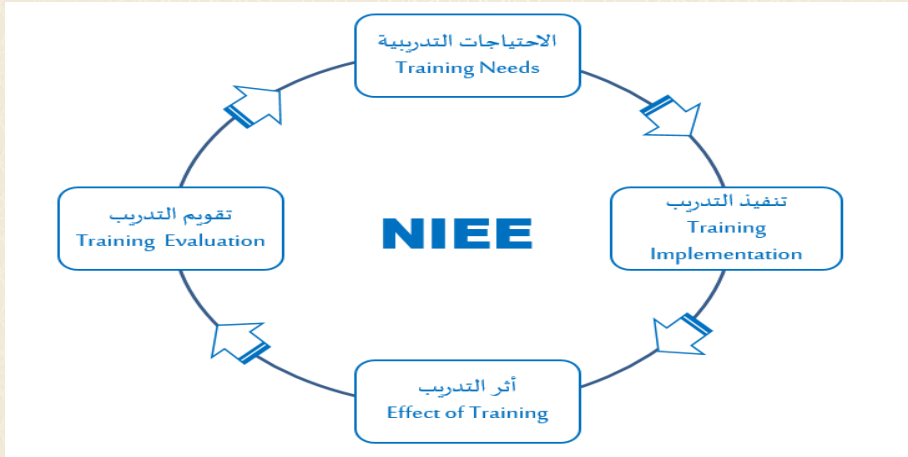 الاحتياجات التدريبية
Training Needs
تنفيذ التدريب
Training
Implementation
تقويم التدريب
Training Evaluation
NIEE
أثر التدريب
Effect of Training